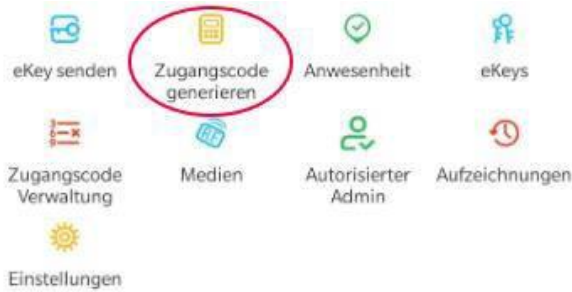 eKey senden
Zugangscode
generieren
Anwesenheit
eKeys
Zugangscode
Verwaltung
Medien
Autorisierter
Admin
Aufzeichnungen
Einstellungen